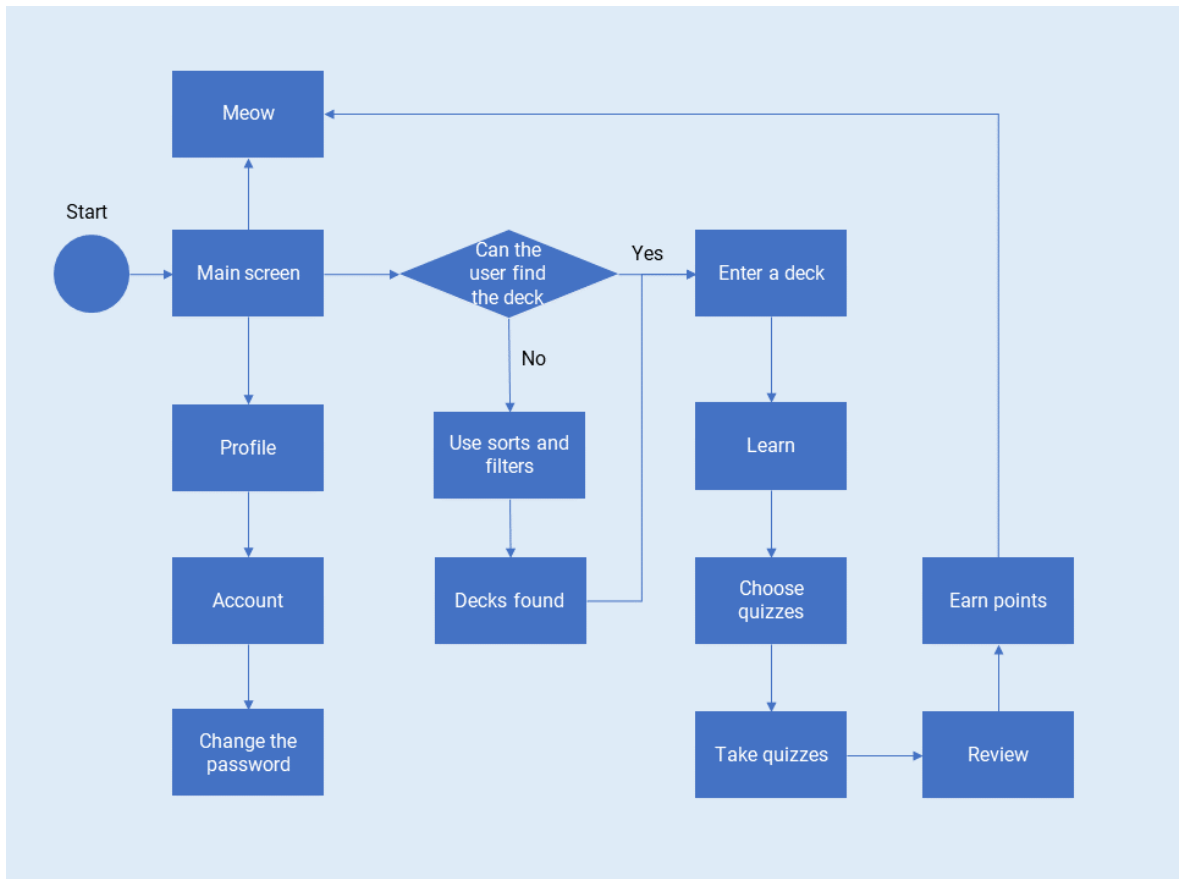 Meow
Start
Main screen
Can the
user find
the deck
Yes
Enter a deck
No
Profile
Use sorts and
filters
Learn
Account
Decks found
Choose
quizzes
Earn points
Change the
password
Take quizzes
Review